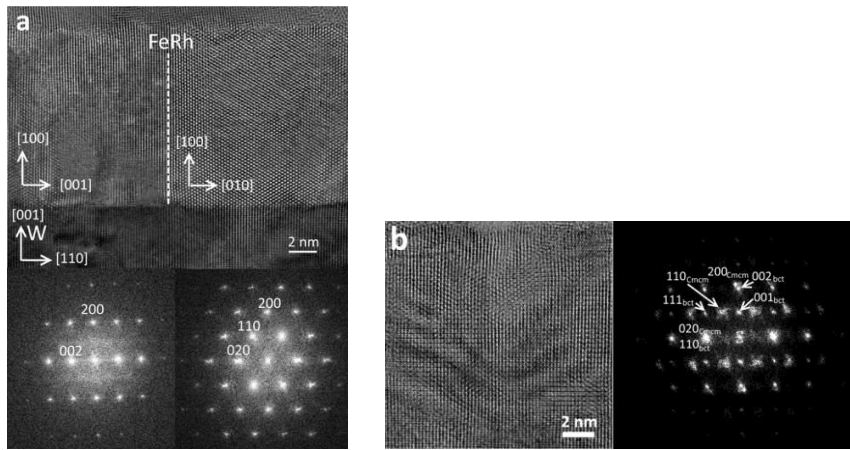 a
FeRh
[100]
[001]
[100]
[010]
[001]
W
[110]
2 nm
200
002
200
110
020
b
2 nm
110Cmcm
200Cmcm
002bct
111bct
001bct
020Cmcm
110bct